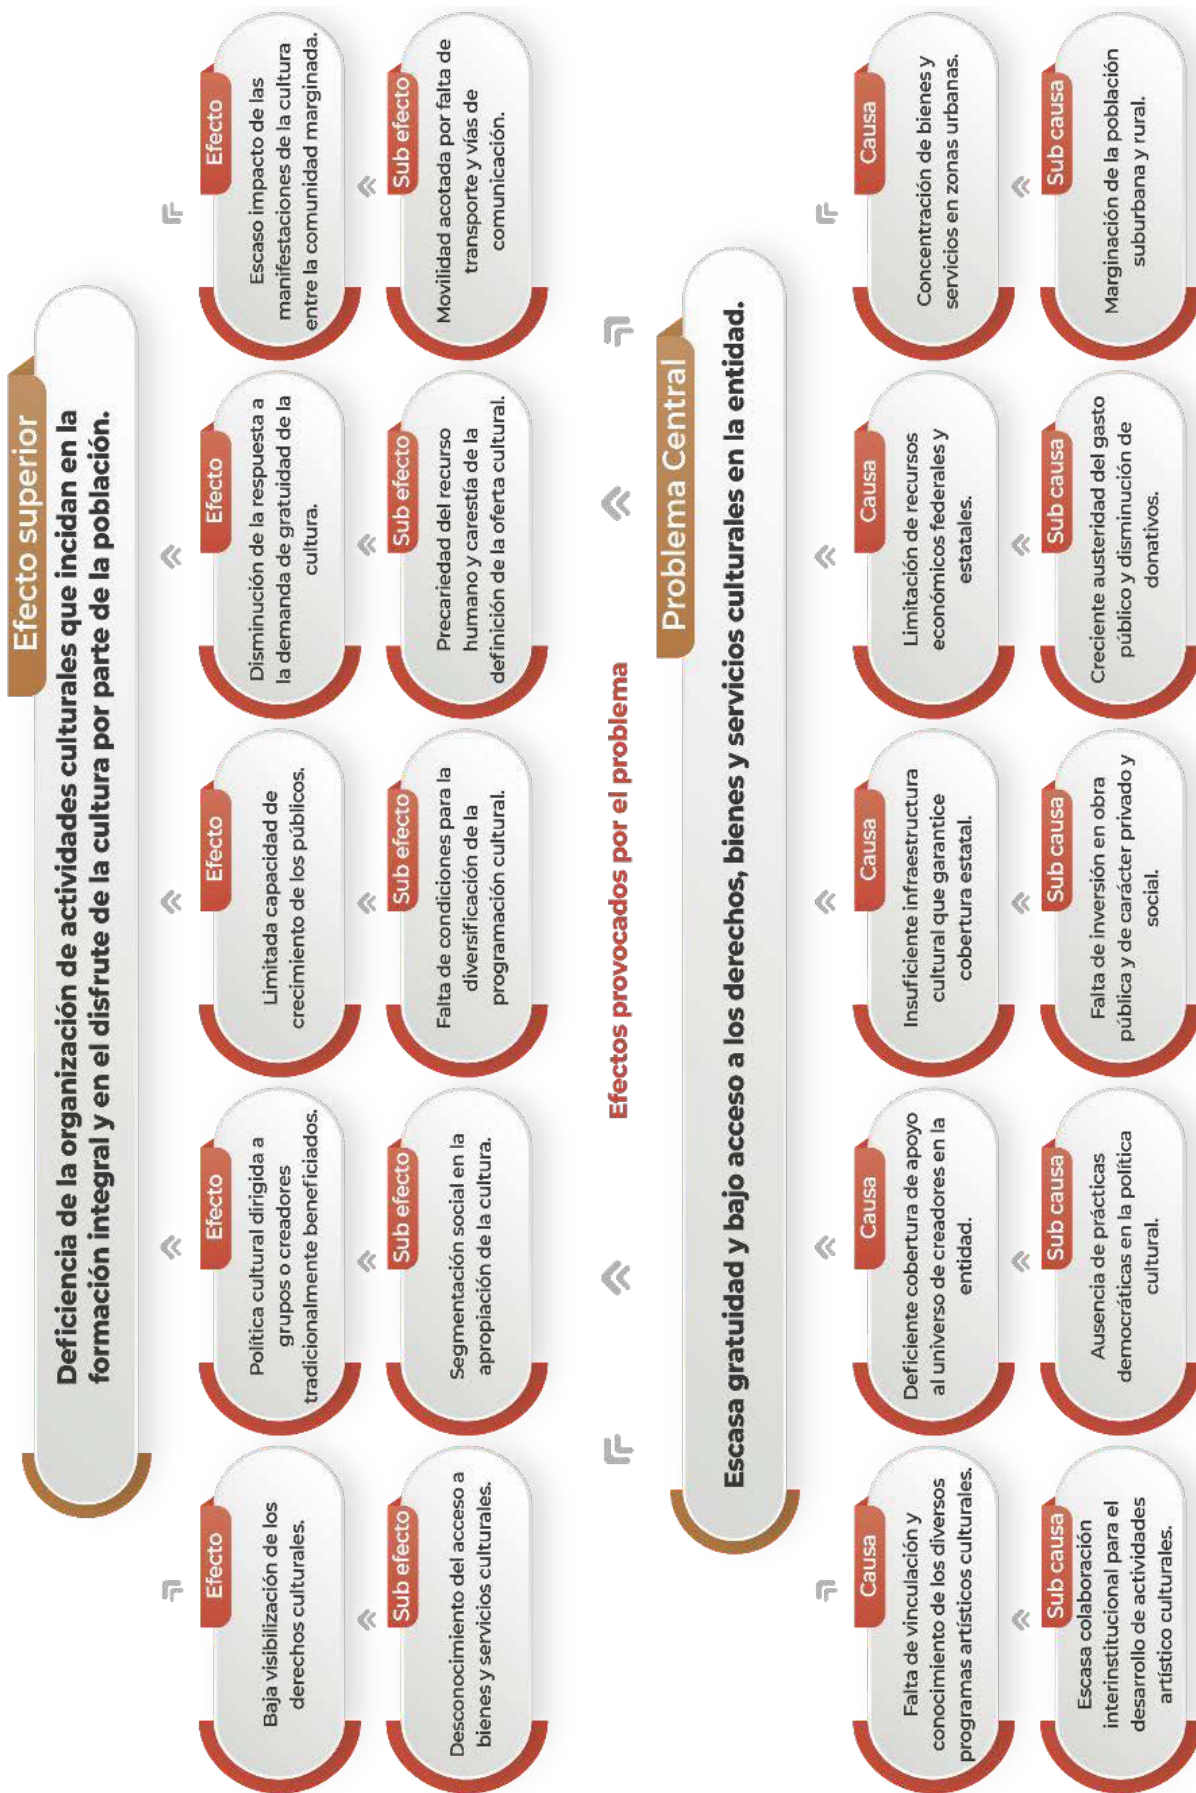 Efecto superior
Deficiencia de la organización de actividades culturales que incidan en la
formación integral y en el disfrute de la cultura por parte de la población.
Efecto
Baja visibilización de los
derechos culturales.
Efecto
Política cultural dirigida a
grupos o creadores
tradicionalmente beneficiados.
Efecto
Limitada capacidad de
crecimiento de los públicos.
Efecto
Disminución de la respuesta a
la demanda de gratuidad de la
cultura.
Efecto
Escaso impacto de las
manifestaciones de la cultura
entre la comunidad marginada.
Sub efecto
Desconocimiento del acceso a
bienes y servicios culturales.
Sub efecto
Segmentación social en la
apropiación de la cultura.
Sub efecto
Falta de condiciones para la
diversificación de la
programación cultural.
Sub efecto
Precariedad del recurso
humano y carestía de la
definición de la oferta cultural.
Sub efecto
Movilidad acotada por falta de
transporte y vías de
comunicación.
Efectos provocados por el problema
Problema Central
Escasa gratuidad y bajo acceso a los derechos, bienes y servicios culturales en la entidad.
Causa
Falta de vinculación y
conocimiento de los diversos
programas artísticos culturales.
Causa
Deficiente cobertura de apoyo
al universo de creadores en la
entidad.
Causa
Insuficiente infraestructura
cultural que garantice
cobertura estatal.
Causa
Limitación de recursos
económicos federales y
estatales.
Causa
Concentración de bienes y
servicios en zonas urbanas.
Sub causa
Escasa colaboración
interinstitucional para el
desarrollo de actividades
artístico culturales.
Sub causa
Ausencia de prácticas
democráticas en la política
cultural.
Sub causa
Falta de inversión en obra
pública y de carácter privado y
social.
Sub causa
Creciente austeridad del gasto
público y disminución de
donativos.
Sub causa
Marginación de la población
suburbana y rural.